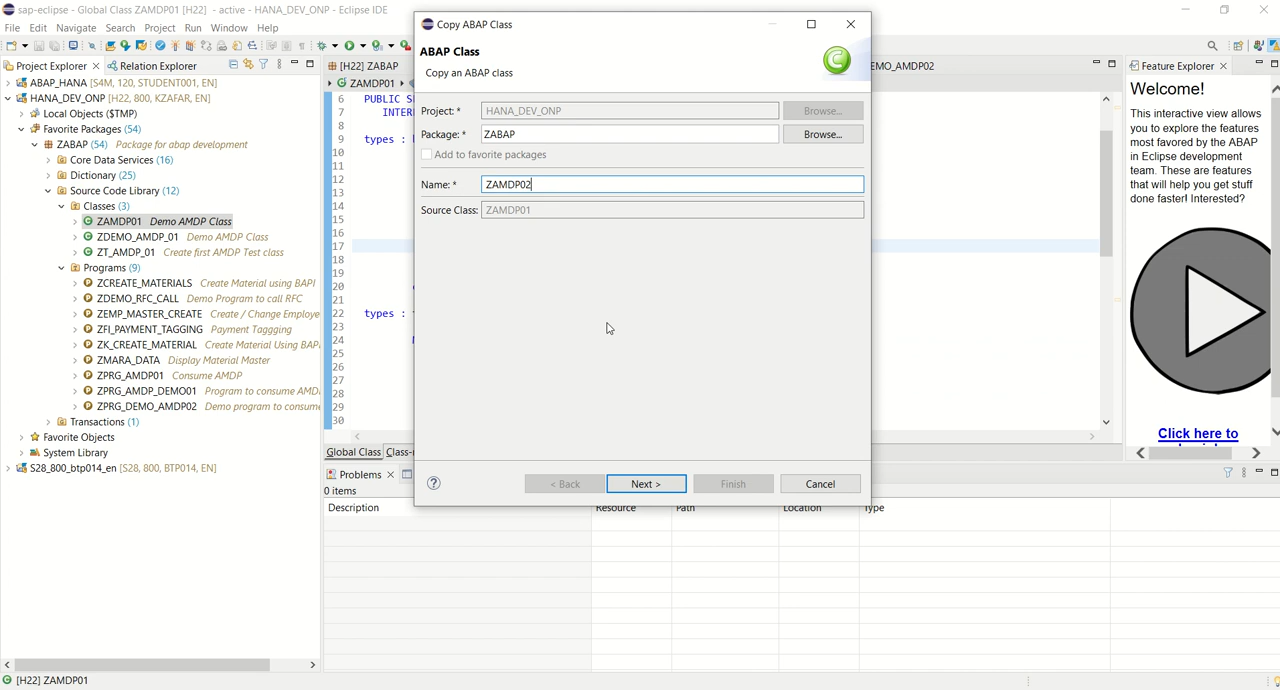 sap-eclipse - Global Class ZAMDP01 [H22] - active - HANA_DEV_ONP - Eclipse IDE
File Edit Navigate Search Project Run Window Help
Project Explorer
Relation Explorer
ABAP_HANA [S4M, 120, STUDENT001, EN]
HANA_DEV_ONP [H22, 800, KZAFAR, EN]
Local Objects ($TMP)
Favorite Packages (54)
ZABAP (54) Package for abap development
Core Data Services (16)
Dictionary (25)
Source Code Library (12)
Classes (3)
ZAMDP01 Demo AMDP Class
ZDEMO_AMDP_01 Demo AMDP Class
ZT_AMDP_01 Create first AMDP Test class
Programs (9)
ZCREATE_MATERIALS Create Material using BAPI
ZDEMO_RFC_CALL Demo Program to call RFC
ZEMP_MASTER_CREATE Create / Change Employe
ZFI_PAYMENT_TAGGING Payment Taggging
ZK_CREATE_MATERIAL Create Material Using BAP
ZMARA_DATA Display Material Master
ZPRG_AMDP01 Consume AMDP
ZPRG_AMDP_DEMO01 Program to consume AMD
ZPRG_DEMO_AMDP02 Demo program to consum
Transactions (1)
Favorite Objects
System Library
S28_800_btp014_en [S28, 800, BTP014, EN]
[H22] ZAMDP01
[H22] ZABAP
ZAMDP01
6 PUBLIC S
7 INTER
8
9 types :
10
11
12
13
14
15
16
17
18
19
20
21
22 types :
23
24
25
26
27
28
29
30
Global Class
Class-
EMO_AMDP02
Copy ABAP Class
ABAP Class
Copy an ABAP class
Project: * HANA_DEV_ONP Browse...
Package: * ZABAP Browse...
Add to favorite packages
Name: * ZAMDP02
Source Class: ZAMDP01
? < Back Next > Finish Cancel
Problems
0 items
Description Resource Path Location Type
Feature Explorer
Welcome!
This interactive view allows
you to explore the features
most favored by the ABAP
in Eclipse development
team. These are features
that will help you get stuff
done faster! Interested?
Click here to